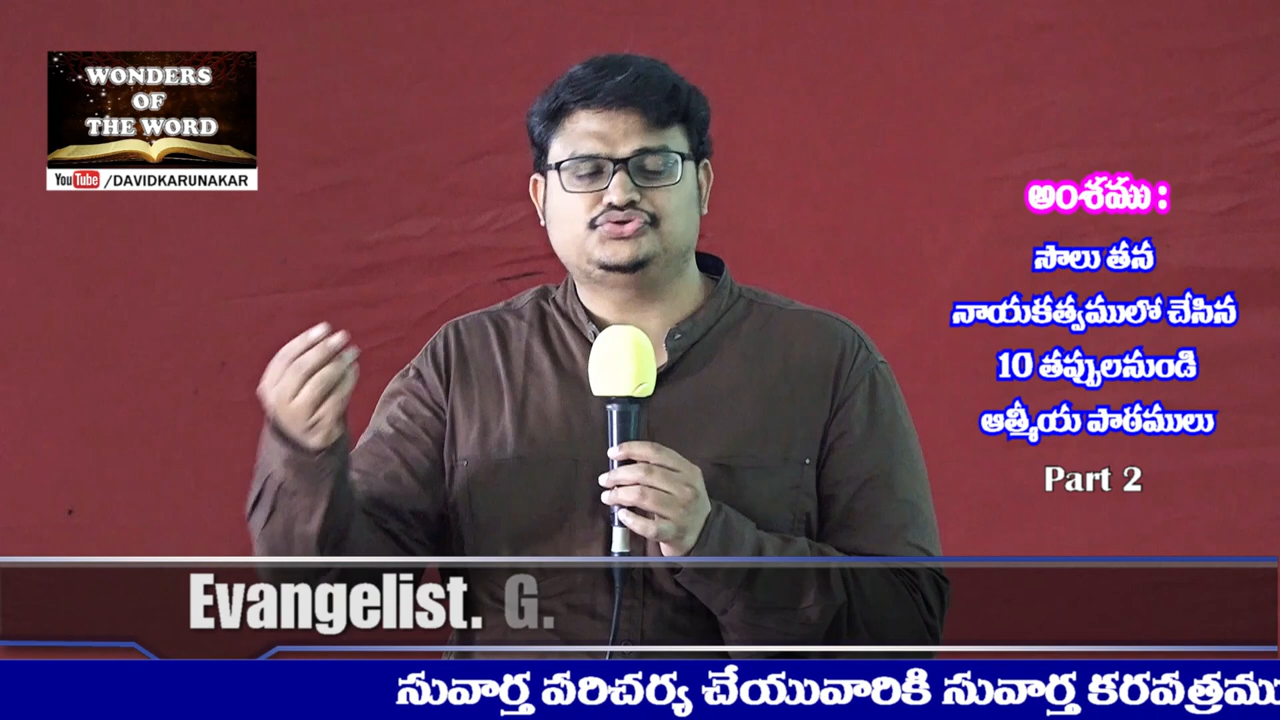 WONDERS
OF
THE WORD
YouTube /DAVIDKARUNAKAR
అంశము :
సౌలు తన
నాయకత్వములో చేసిన
10 తప్పులనుండి
ఆత్మీయ పాఠములు
Part 2
Evangelist. G.
సువార్త పరిచర్య చేయువారికి సువార్త కరపత్రము